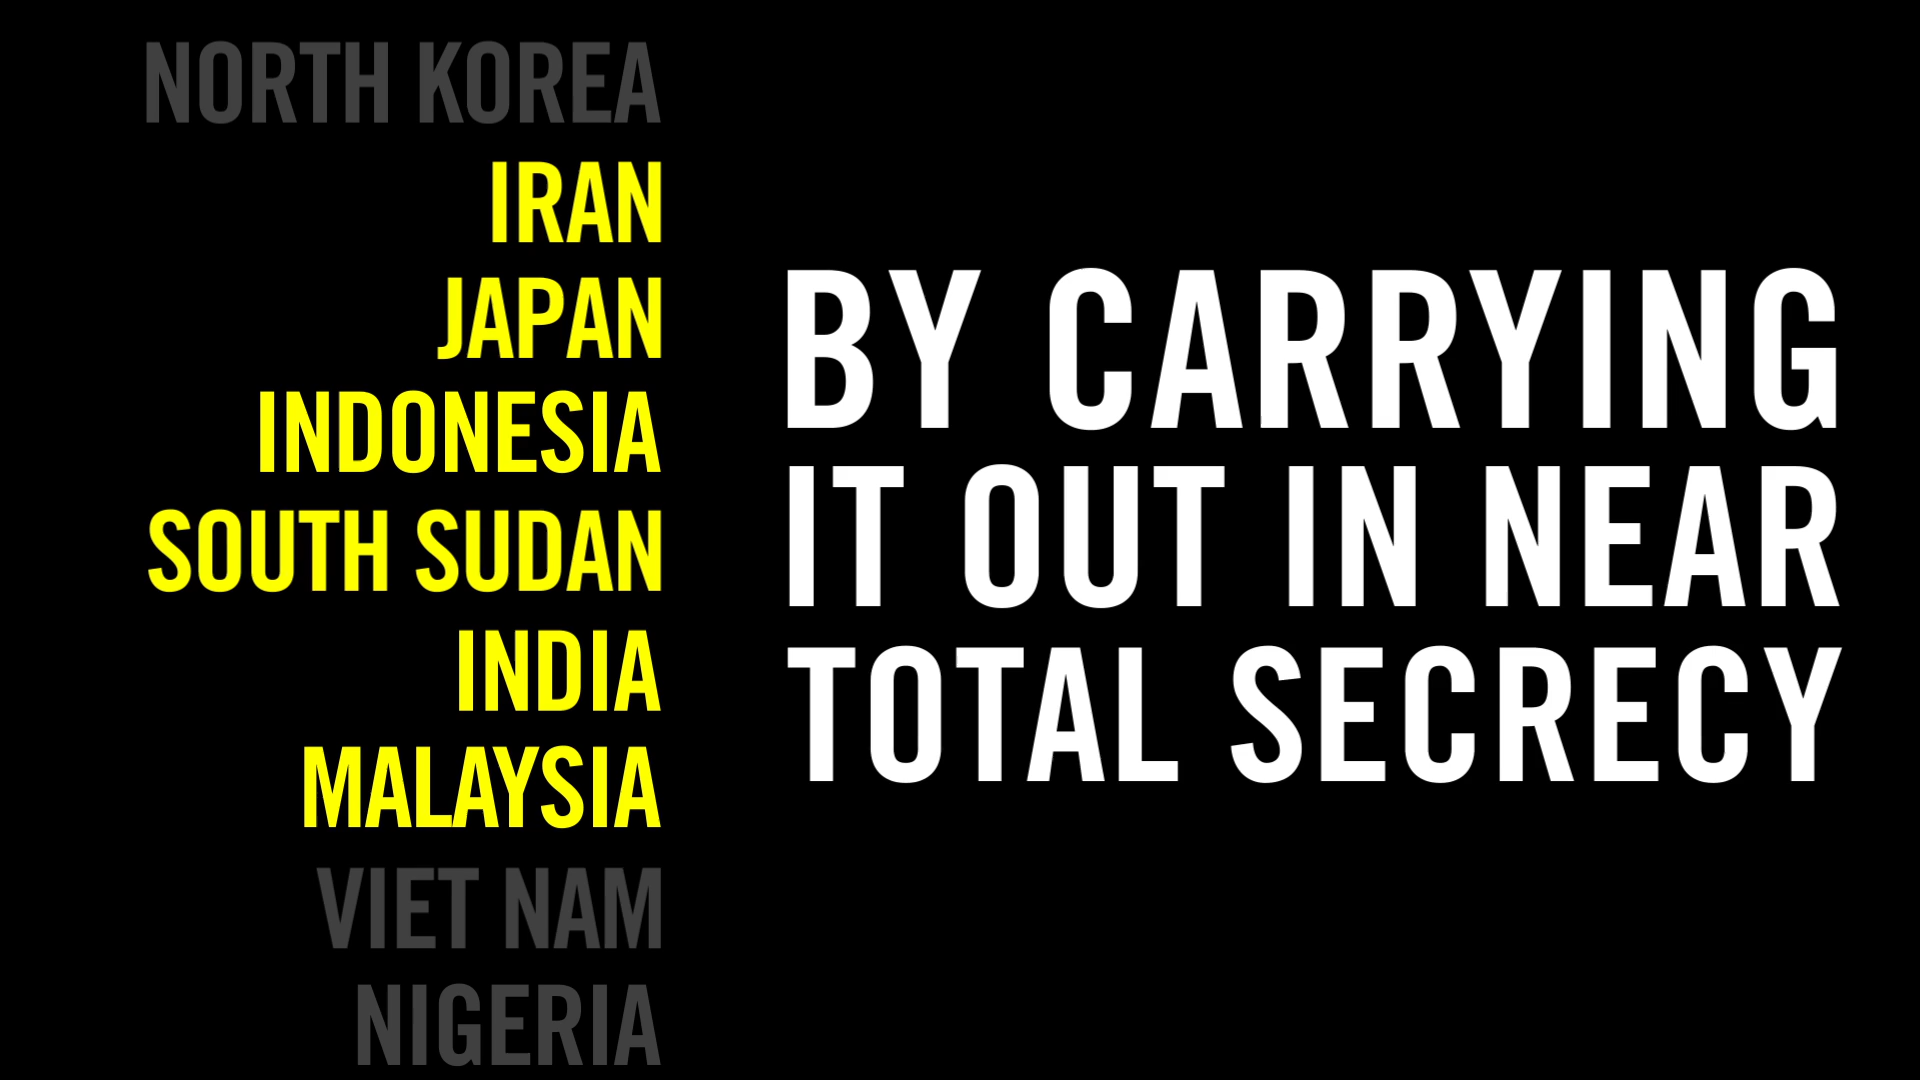 NORTH KOREA
IRAN
JAPAN
INDONESIA
SOUTH SUDAN
INDIA
MALAYSIA
VIET NAM
NIGERIA
BY CARRYING
IT OUT IN NEAR
TOTAL SECRECY